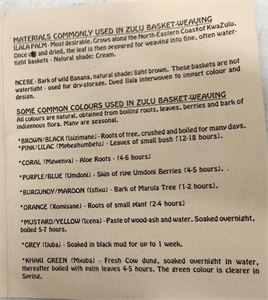 MATERIALS COMMONLY USED IN ZULU BASKET-WEAVING
ILALA PALM - Most desirable. Grows along the North-Eastern Coast of KwaZulu.
Once cut and dried, the leaf is then prepared for weaving into fine, often water-
tight baskets - Natural shade: Cream.
NCEBE - Bark of wild Banana, natural shade: light brown. These baskets are not
watertight - used for dry-storage. Dyed Ilala interwoven to impart colour and
design.
SOME COMMON COLOURS USED IN ZULU BASKET-WEAVING
All colours are natural, obtained from boiling roots, leaves, berries and bark of
indigenous flora. Many are seasonal.
*BROWN/BLACK (Isizimane) - Roots of tree, crushed and boiled for many days.
*PINK/LILAC - Leaves of small bush (12-18 hours).
*CORAL (Mawena) - Aloe Roots - (4-6 hours)
*PURPLE/BLUE (Umdoni) - Skin of ripe Umdoni Berries (4-5 hours).
*BURGUNDY/MAROON - Bark of Marula Tree (1-2 hours).
*ORANGE (Xomisane) - Roots of small plant (2-4 hours)
*MUSTARD/YELLOW (Icena) - Paste of wood-ash and water. Soaked overnight,
boiled 5-7 hours.
*GREY (Ijuba) - Soaked in black mud for up to 1 week.
*KHAKI GREEN (Mxuba) - Fresh Cow dung, soaked overnight in water,
thereafter boiled with palm leaves 4-5 hours. The green colour is clearer in
Spring.